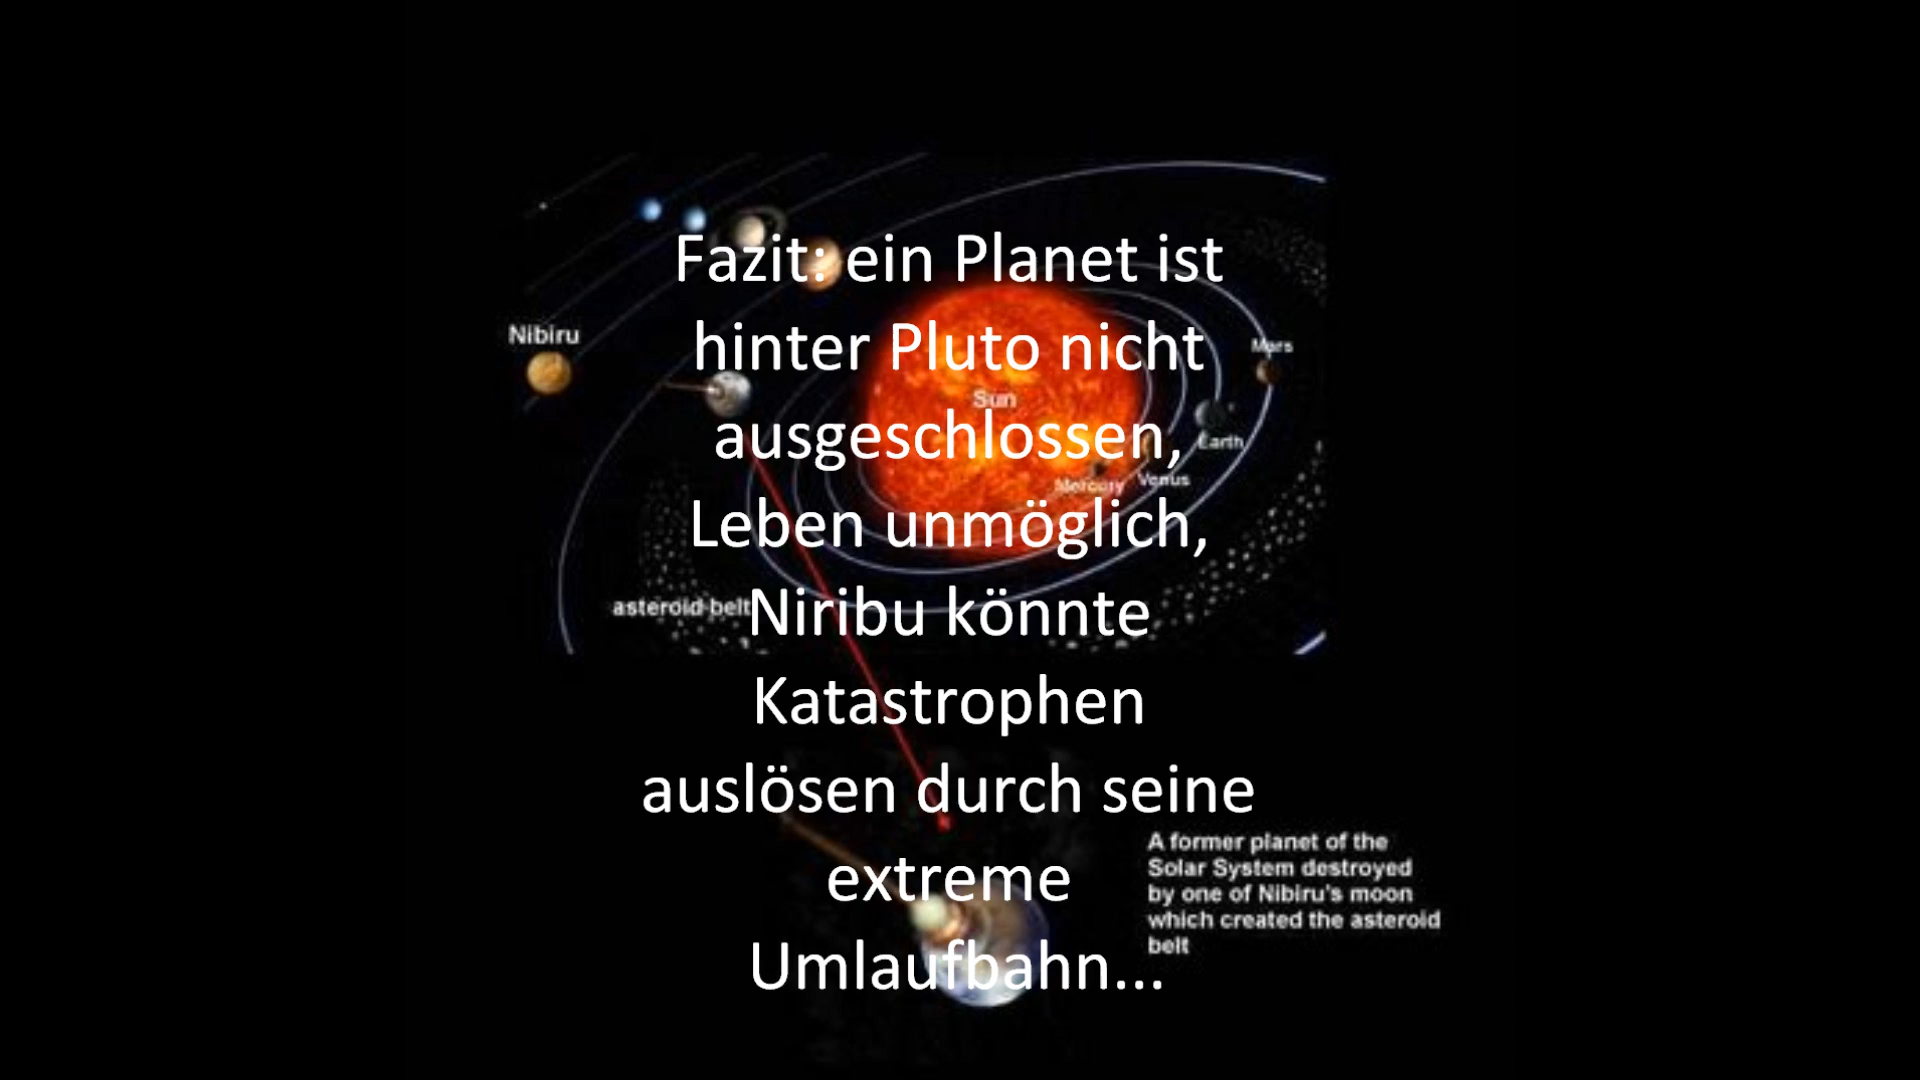 Fazit: ein Planet ist
hinter Pluto nicht
ausgeschlossen,
Leben unmöglich,
Niribu könnte
Katastrophen
auslösen durch seine
extreme
Umlaufbahn...
Nibiru
Mars
Sun
Earth
Mercury
Venus
asteroid belt
A former planet of the
Solar System destroyed
by one of Nibiru's moon
which created the asteroid
belt